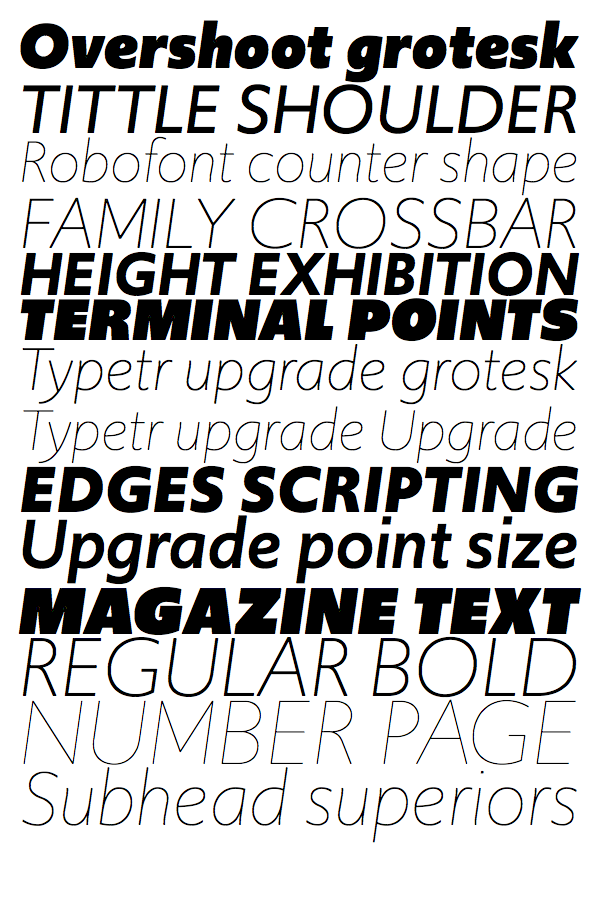 Overshoot grotesk
TITTLE SHOULDER
Robofont counter shape
FAMILY CROSSBAR
HEIGHT EXHIBITION
TERMINAL POINTS
Typetr upgrade grotesk
Typetr upgrade Upgrade
EDGES SCRIPTING
Upgrade point size
MAGAZINE TEXT
REGULAR BOLD
NUMBER PAGE
Subhead superiors